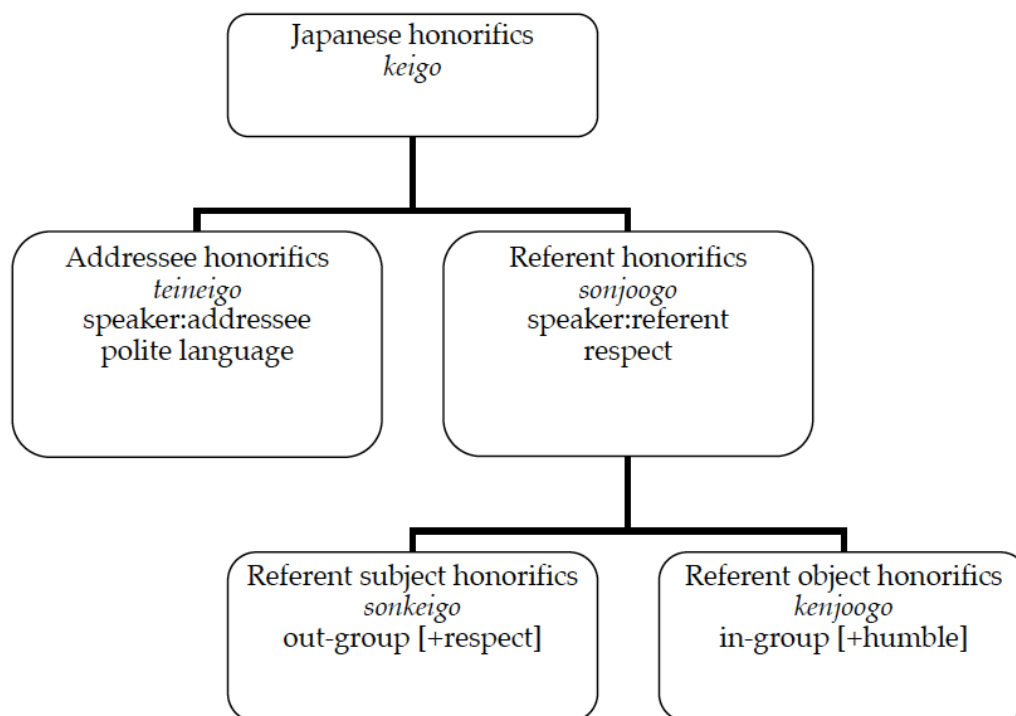 Japanese honorifics
keigo
Addressee honorifics
teineigo
speaker:addressee
polite language
Referent honorifics
sonjoogo
speaker:referent
respect
Referent subject honorifics
sonkeigo
out-group [+respect]
Referent object honorifics
kenjoogo
in-group [+humble]